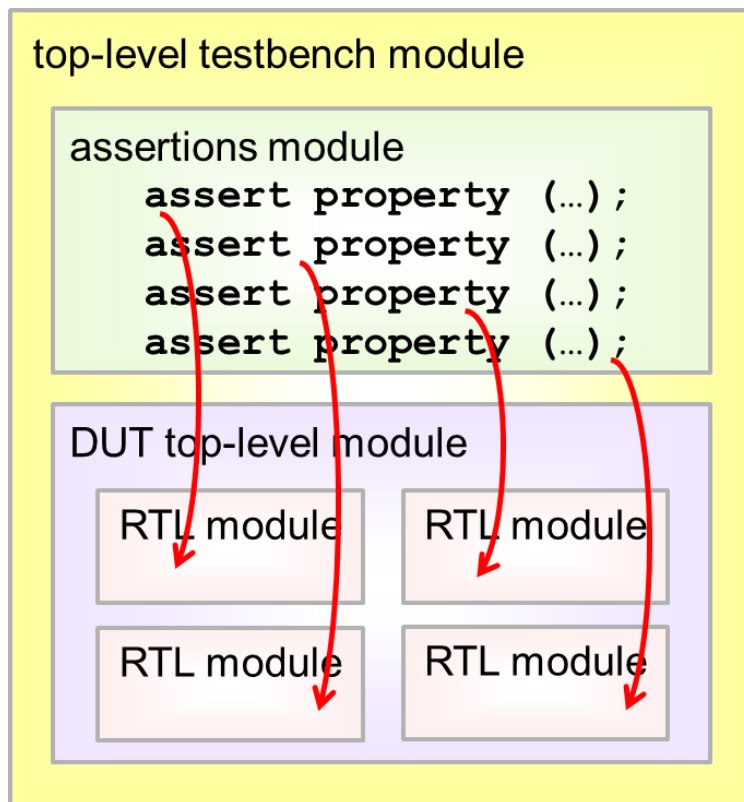 top-level testbench module
assertions module
assert property (…);
assert property (…);
assert property (…);
assert property (…);
DUT top-level module
RTL module
RTL module
RTL module
RTL module